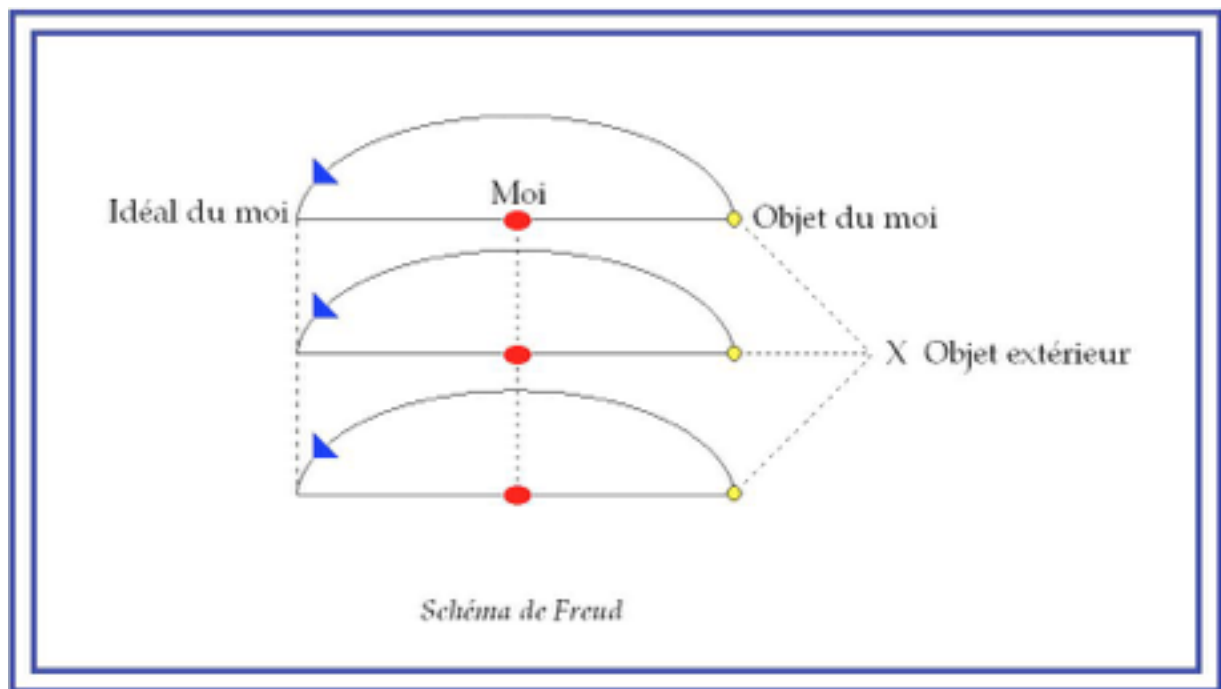 Moi
Idéal du moi
Objet du moi
X Objet extérieur
Schéma de Freud